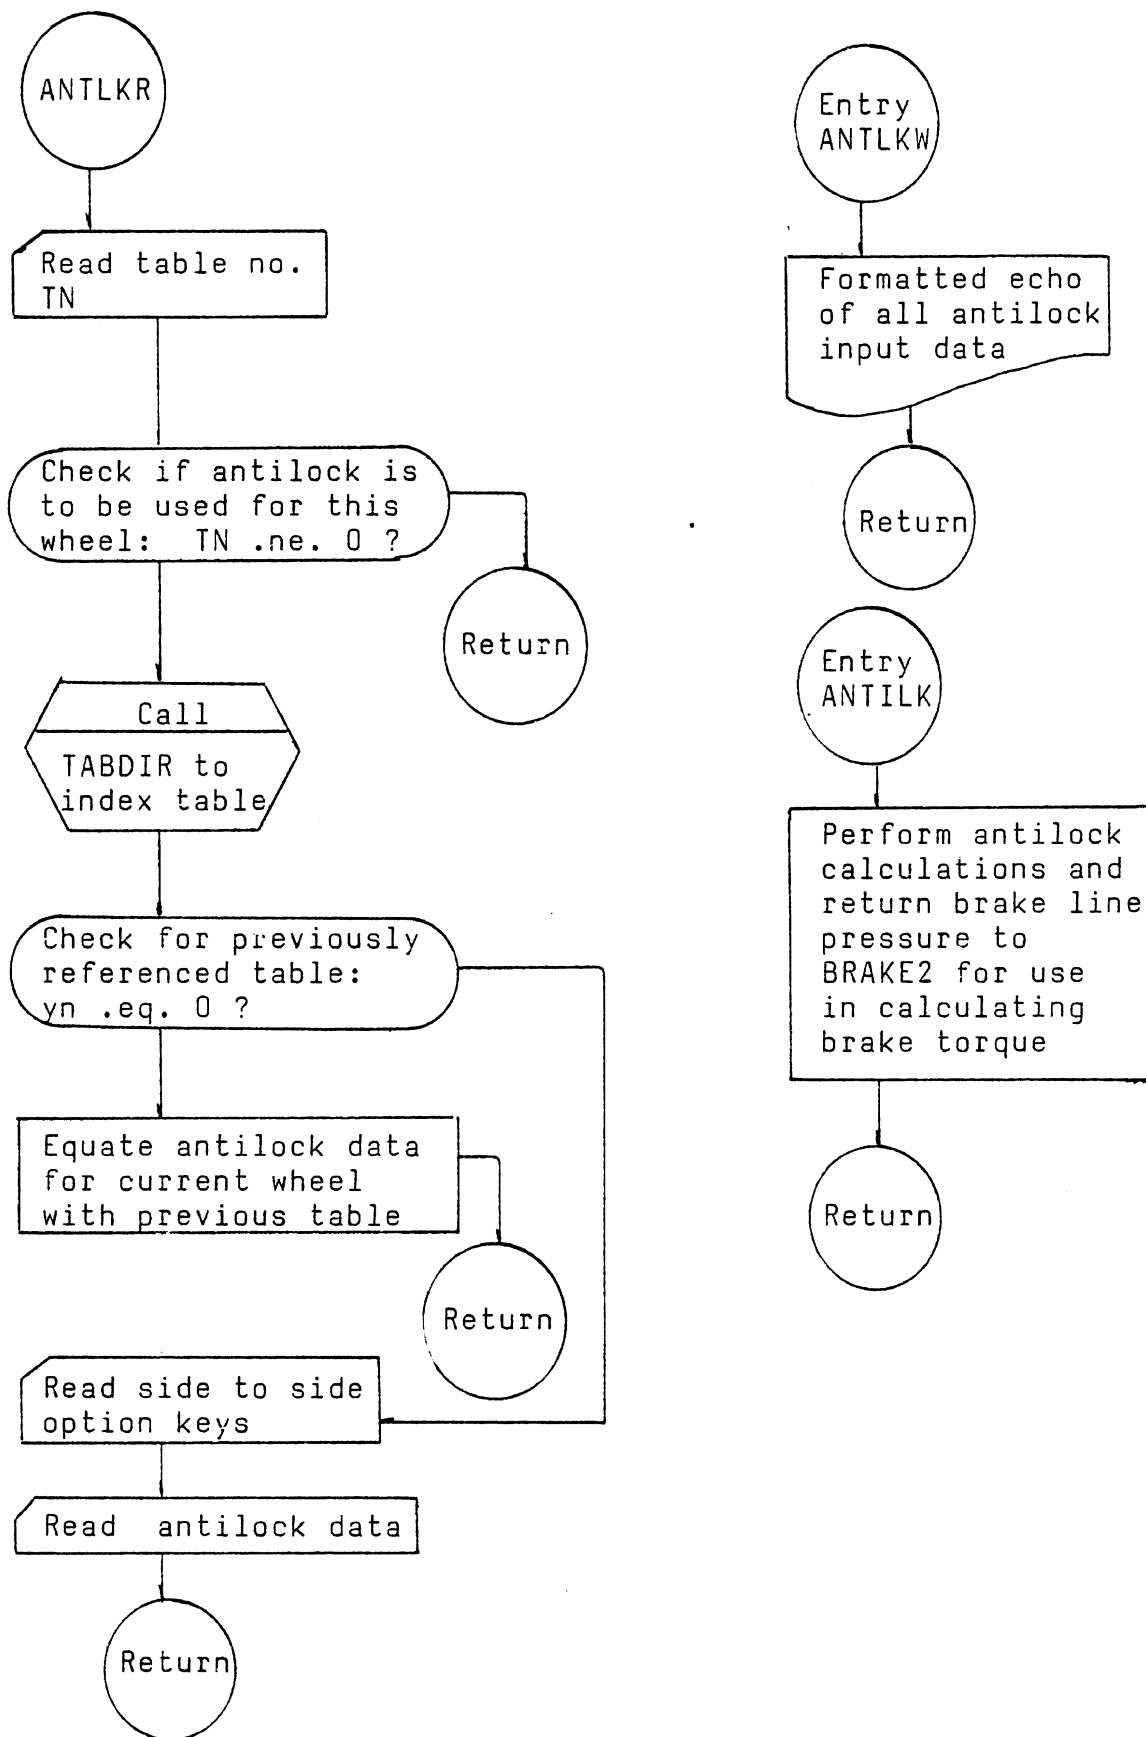 ANTLKR
Read table no.
TN
Check if antilock is
to be used for this
wheel: TN .ne. 0 ?
Return
Call
TABDIR to
index table
Check for previously
referenced table:
yn .eq. 0 ?
Equate antilock data
for current wheel
with previous table
Return
Read side to side
option keys
Read antilock data
Return
Entry
ANTLKW
Formatted echo
of all antilock
input data
Return
Entry
ANTILK
Perform antilock
calculations and
return brake line
pressure to
BRAKE2 for use
in calculating
brake torque
Return